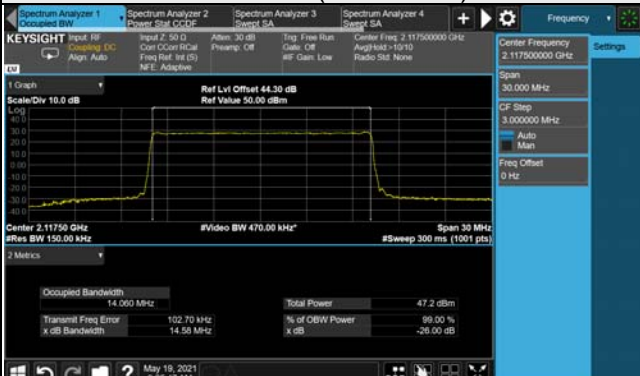 Spectrum Analyzer 1
Occupied BW
Spectrum Analyzer 2
Power Stat CCDF
Spectrum Analyzer 3
Swept SA
Spectrum Analyzer 4
Swept SA
+
Frequency
KEYSIGHT
Input: RF
Coupling: DC
Align: Auto
Input Z: 50 Ω
Corr CCorr RCal
Freq Ref: Int (S)
NFE: Adaptive
Atten: 30 dB
Preamp: Off
Trig: Free Run
Gate: Off
#IF Gain: Low
Center Freq: 2.117500000 GHz
Avg|Hold:>10/10
Radio Std: None
Center Frequency
2.117500000 GHz
Settings
Span
30.000 MHz
CF Step
3.000000 MHz
Auto
Man
Freq Offset
0 Hz
1 Graph
Scale/Div 10.0 dB
Ref Lvl Offset 44.30 dB
Ref Value 50.00 dBm
Log
40.0
30.0
20.0
10.0
0.00
-10.0
-20.0
-30.0
-40.0
Center 2.11750 GHz
#Res BW 150.00 kHz
#Video BW 470.00 kHz*
Span 30 MHz
#Sweep 300 ms (1001 pts)
2 Metrics
Occupied Bandwidth
14.060 MHz
Total Power
47.2 dBm
Transmit Freq Error
102.70 kHz
% of OBW Power
99.00 %
x dB Bandwidth
14.58 MHz
x dB
-26.00 dB
?
May 19, 2021